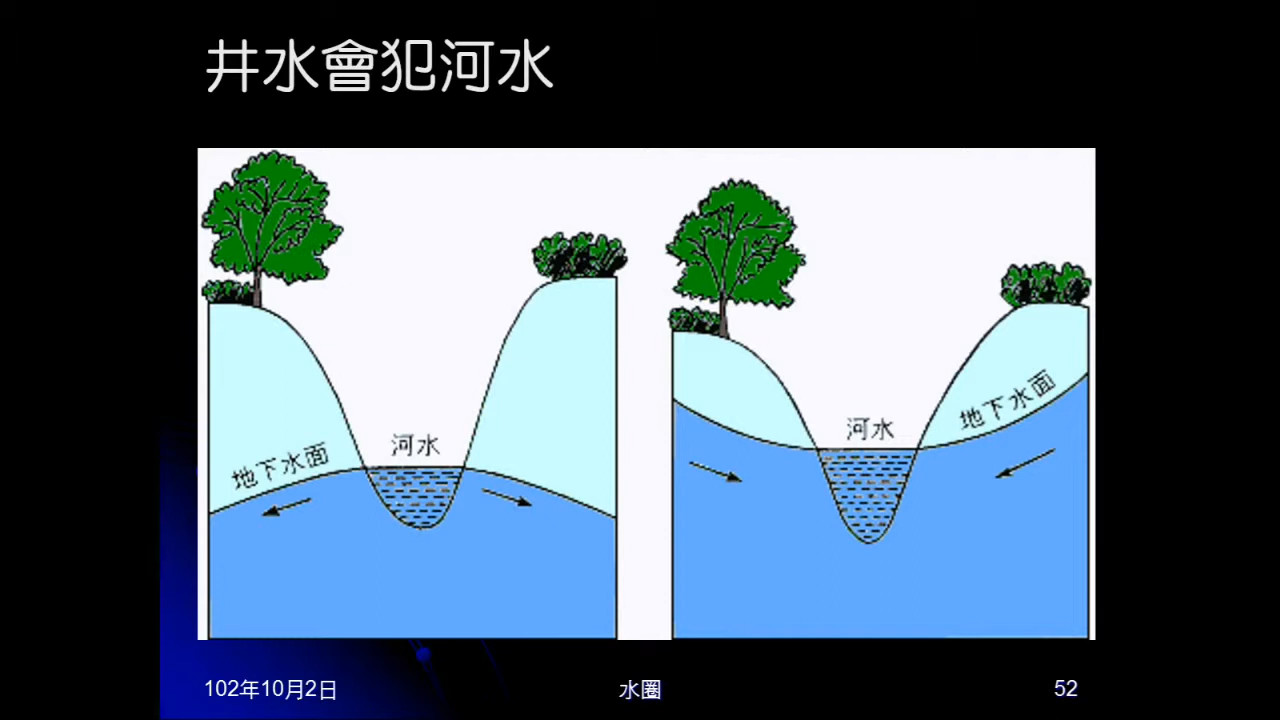 井水會犯河水
河水
地下水面
河水
地下水面
102年10月2日
水圈
52